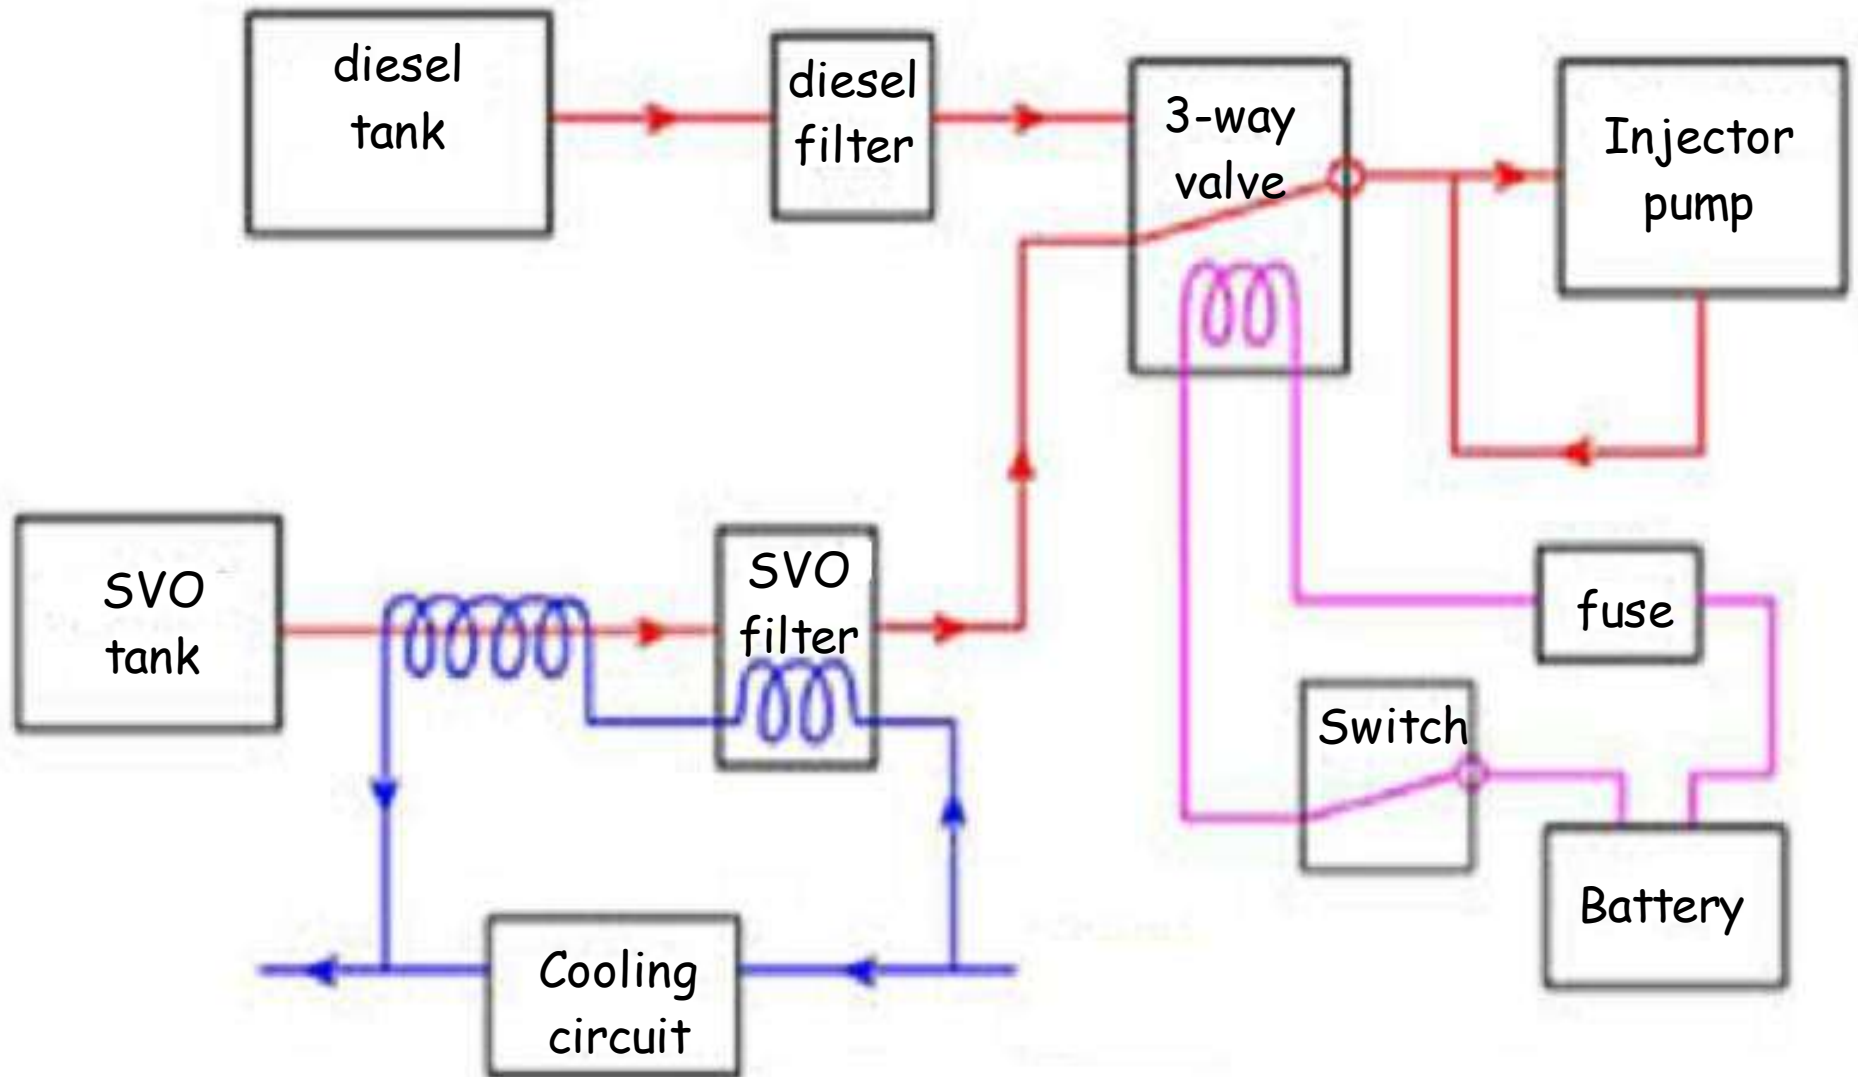 diesel
tank
diesel
filter
3-way
valve
Injector
pump
SVO
tank
SVO
filter
fuse
Switch
Battery
Cooling
circuit